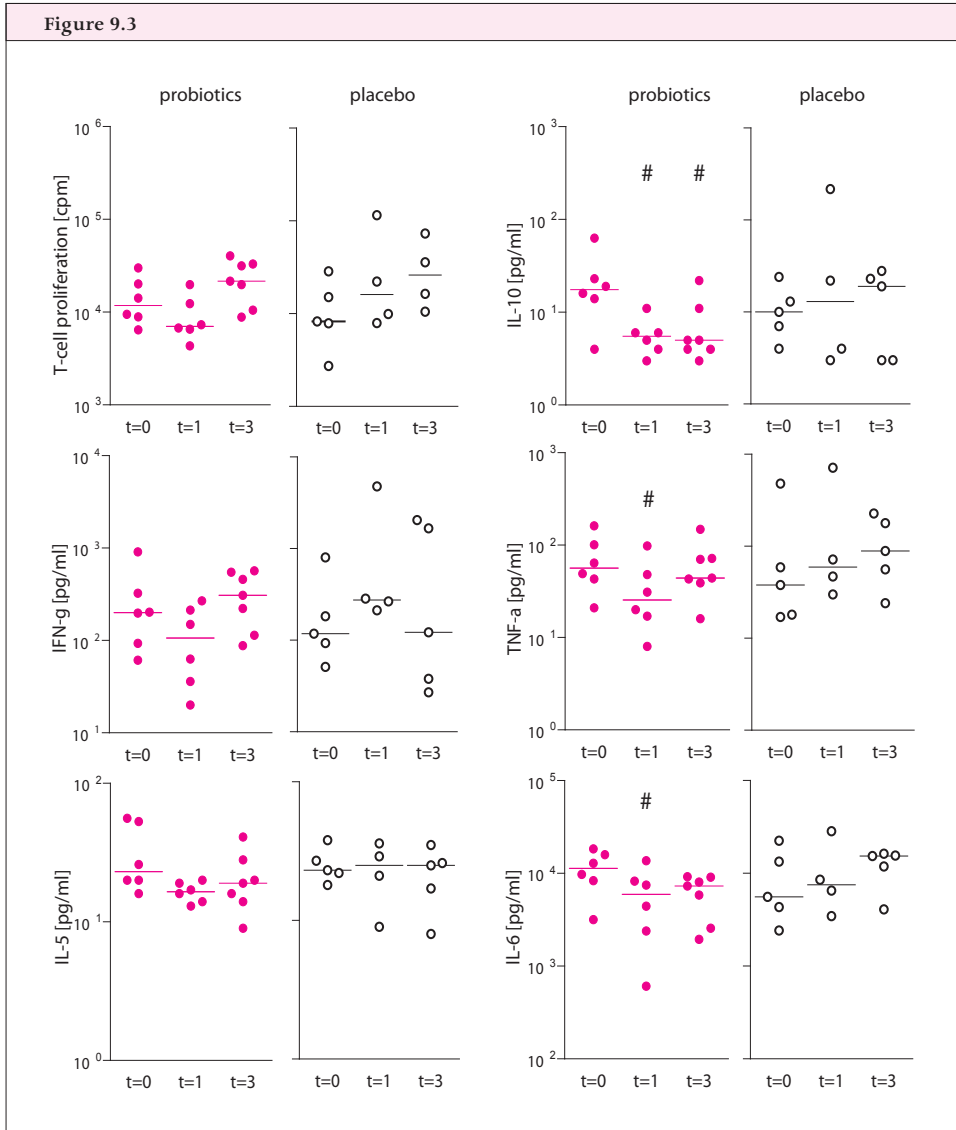 Figure 9.3
probiotics placebo
T-cell proliferation [cpm]
10 6
10 5
10 4
10 3
t=0 t=1 t=3 t=0 t=1 t=3
probiotics placebo
IL-10 [pg/ml]
10 3
# #
10 2
10 1
10 0
t=0 t=1 t=3 t=0 t=1 t=3
IFN-g [pg/ml]
10 4
10 3
10 2
10 1
t=0 t=1 t=3 t=0 t=1 t=3
TNF-a [pg/ml]
10 3
#
10 2
10 1
10 0
t=0 t=1 t=3 t=0 t=1 t=3
IL-5 [pg/ml]
10 2
10 1
10 0
t=0 t=1 t=3 t=0 t=1 t=3
IL-6 [pg/ml]
10 5
#
10 4
10 3
10 2
t=0 t=1 t=3 t=0 t=1 t=3